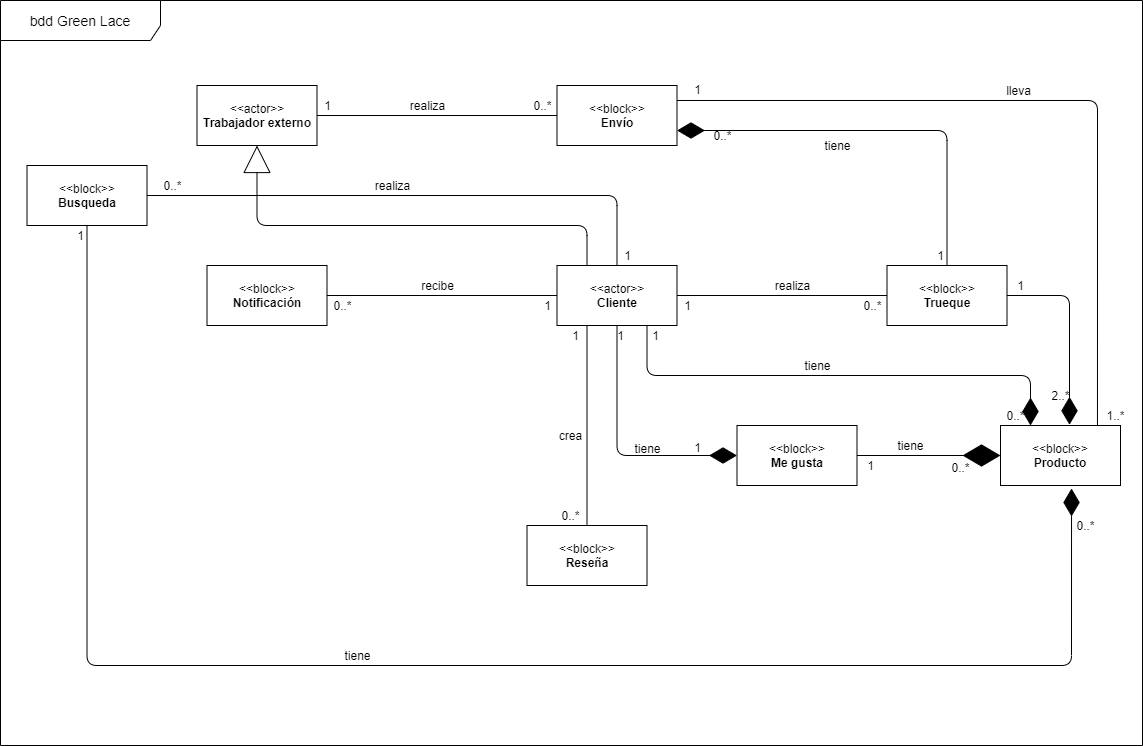 bdd Green Lace
<<actor>>
Trabajador externo
1
realiza
0..*
<<block>>
Envío
1
lleva
0..*
tiene
<<block>>
Busqueda
0..*
realiza
1
1
1
<<block>>
Notificación
0..*
recibe
1
<<actor>>
Cliente
1
realiza
0..*
<<block>>
Trueque
1
1
1
1
tiene
2..*
0..*
1..*
crea
tiene
1
<<block>>
Me gusta
1
tiene
0..*
<<block>>
Producto
0..*
0..*
<<block>>
Reseña
tiene